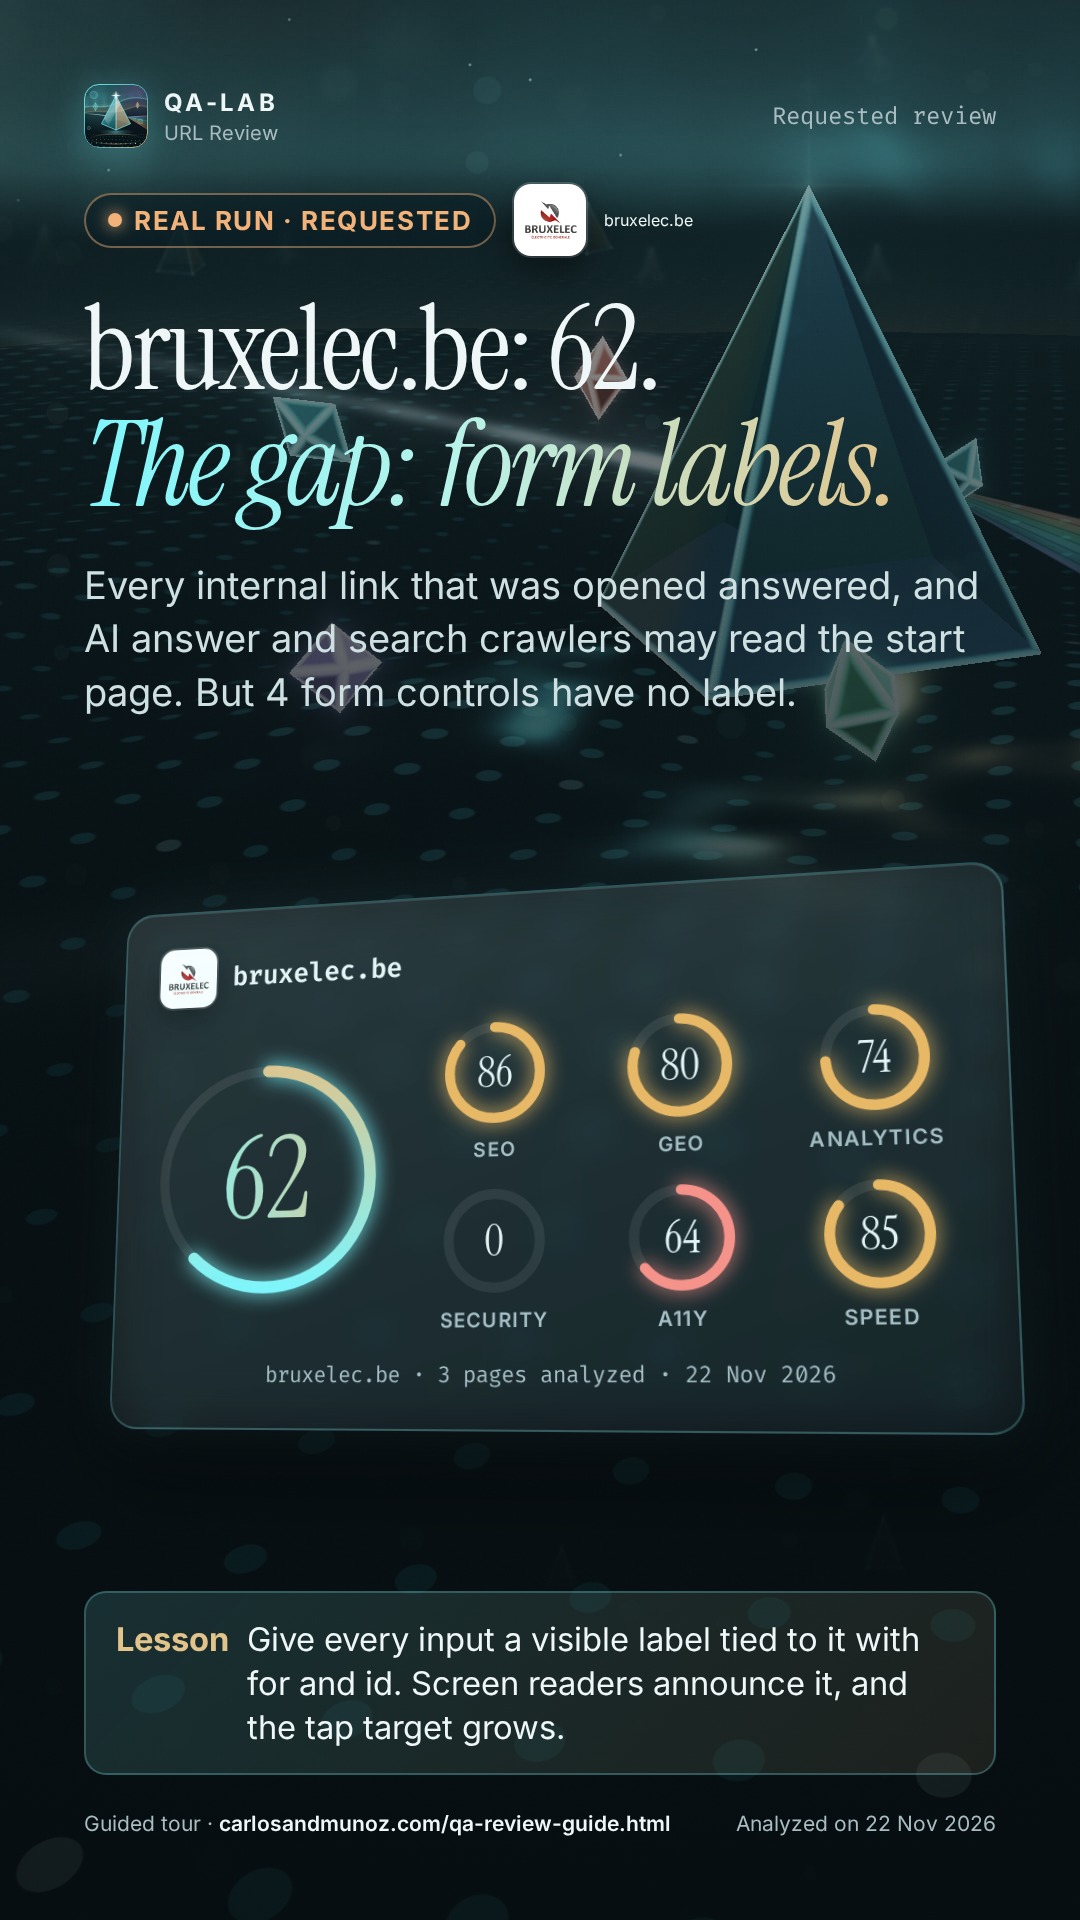 QA-LAB
URL Review
Requested review
REAL RUN · REQUESTED
BRUXELEC
bruxelec.be
bruxelec.be: 62.
The gap: form labels.
Every internal link that was opened answered, and
AI answer and search crawlers may read the start
page. But 4 form controls have no label.
BRUXELEC
bruxelec.be
62
86
SEO
80
GEO
74
ANALYTICS
0
SECURITY
64
A11Y
85
SPEED
bruxelec.be · 3 pages analyzed · 22 Nov 2026
Lesson Give every input a visible label tied to it with
for and id. Screen readers announce it, and
the tap target grows.
Guided tour · carlosandmunoz.com/qa-review-guide.html
Analyzed on 22 Nov 2026